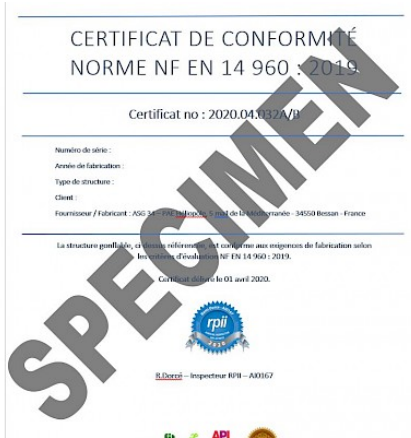 CERTIFICAT DE CONFORMITÉ
NORME NF EN 14 960 : 2019
Certificat no : 2020.04.032A/B
Numéro de série :
Année de fabrication :
Type de structure :
Client :
Fournisseur / Fabricant : ASG 34 – PAE Héliopole, 5 mail de la Méditerranée - 34550 Bessan - France
La structure gonflable, ci dessus référencée, est conforme aux exigences de fabrication selon
les critères d'évaluation NF EN 14 960 : 2019.
Certificat délivré le 01 avril 2020.
rpii
R.Dorcé – Inspecteur RPII – AI0167
SPECIMEN
API